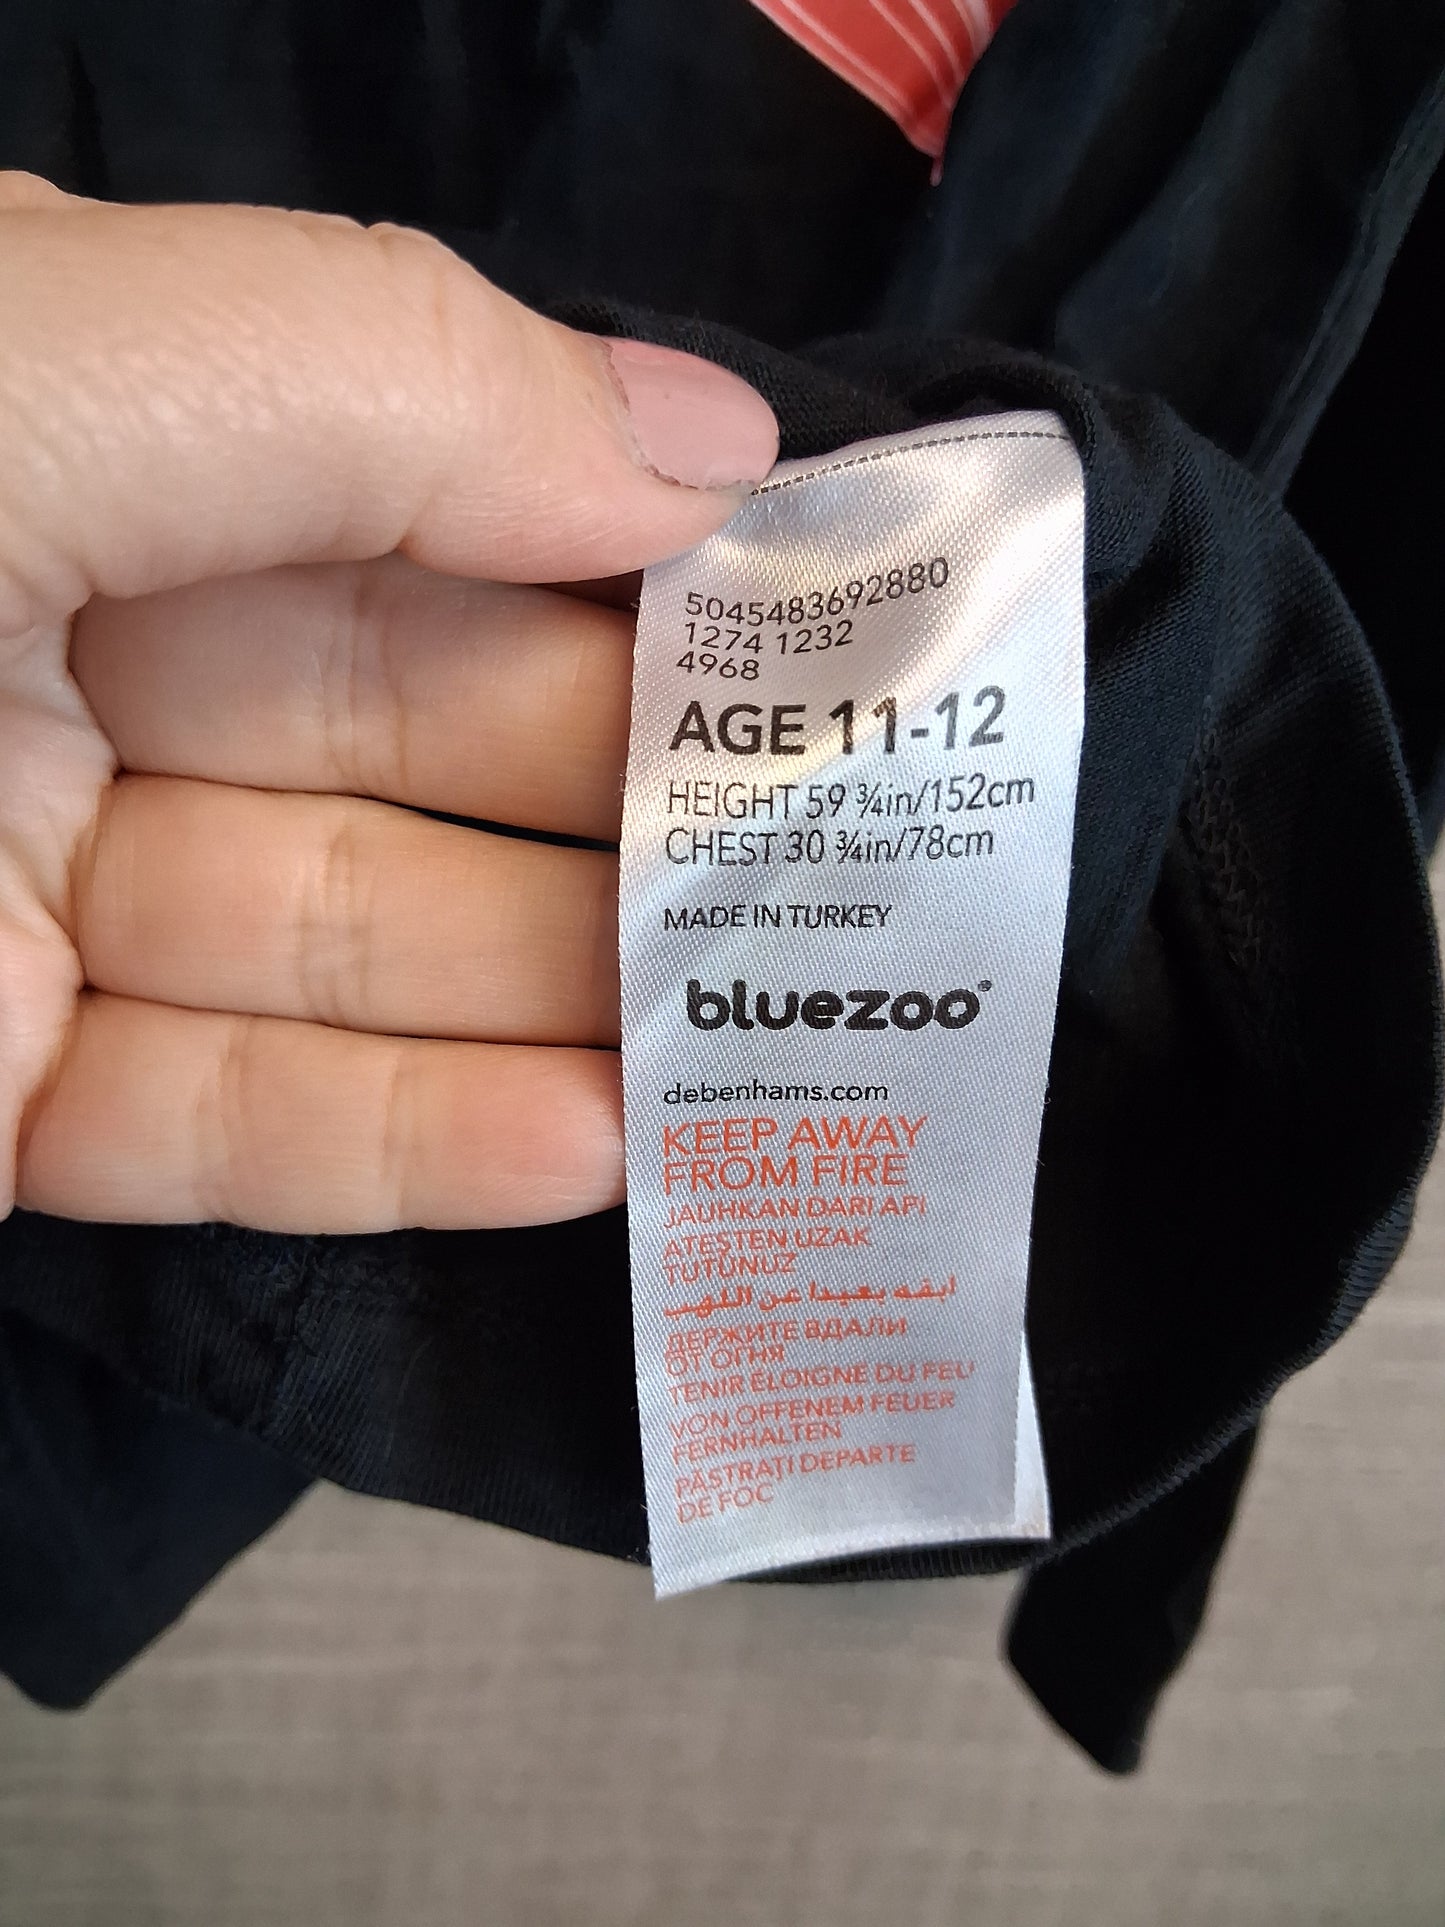 5045483692880
1274 1232
4968
AGE 11-12
HEIGHT 59 ¾in/152cm
CHEST 30 ¾in/78cm
MADE IN TURKEY
bluezoo®
debenhams.com
KEEP AWAY
FROM FIRE
JAUHKAN DARI API
ATEŞTEN UZAK
TUTUNUZ
ابقه بعيدا عن اللهب
ДЕРЖИТЕ ВДАЛИ
ОТ ОГНЯ
TENIR ÉLOIGNE DU FEU
VON OFFENEM FEUER
FERNHALTEN
PĂSTRAŢI DEPARTE
DE FOC